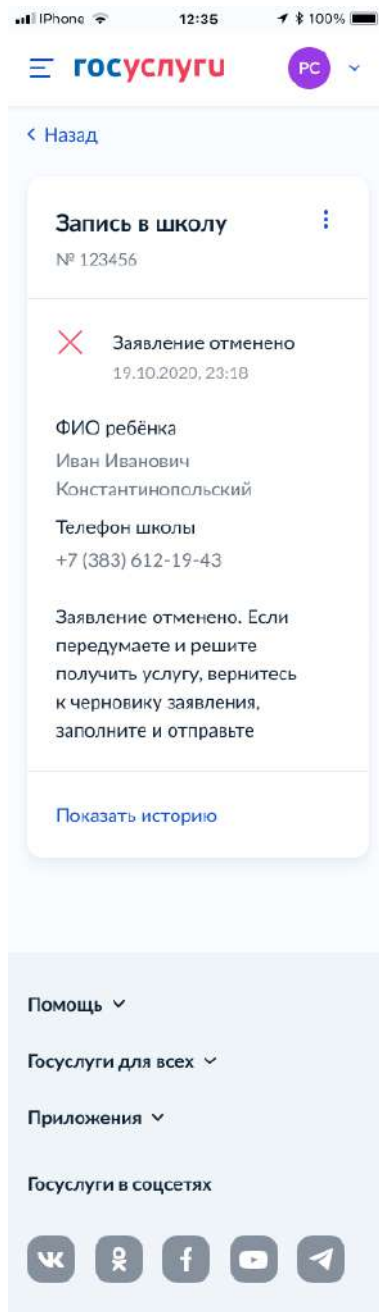 IPhone 12:35 100%
госуслуги РС
Назад
Запись в школу
№ 123456
Заявление отменено
19.10.2020, 23:18
ФИО ребёнка
Иван Иванович
Константинопольский
Телефон школы
+7 (383) 612-19-43
Заявление отменено. Если
передумаете и решите
получить услугу, вернитесь
к черновику заявления,
заполните и отправьте
Показать историю
Помощь
Госуслуги для всех
Приложения
Госуслуги в соцсетях